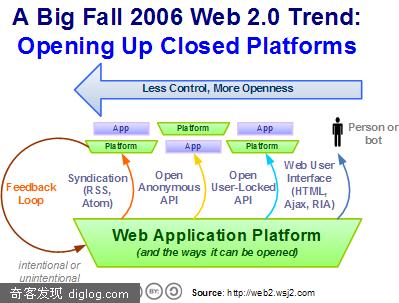 A Big Fall 2006 Web 2.0 Trend:
Opening Up Closed Platforms
Less Control, More Openness
App
Platform
App
Platform
App
Platform
Person or
bot
Feedback
Loop
Syndication
(RSS,
Atom)
Open
Anonymous
API
Open
User-Locked
API
Web User
Interface
(HTML,
Ajax, RIA)
Web Application Platform
(and the ways it can be opened)
intentional or
unintentional
奇客发现 diglog.com
BY:
Source: http://web2.wsj2.com